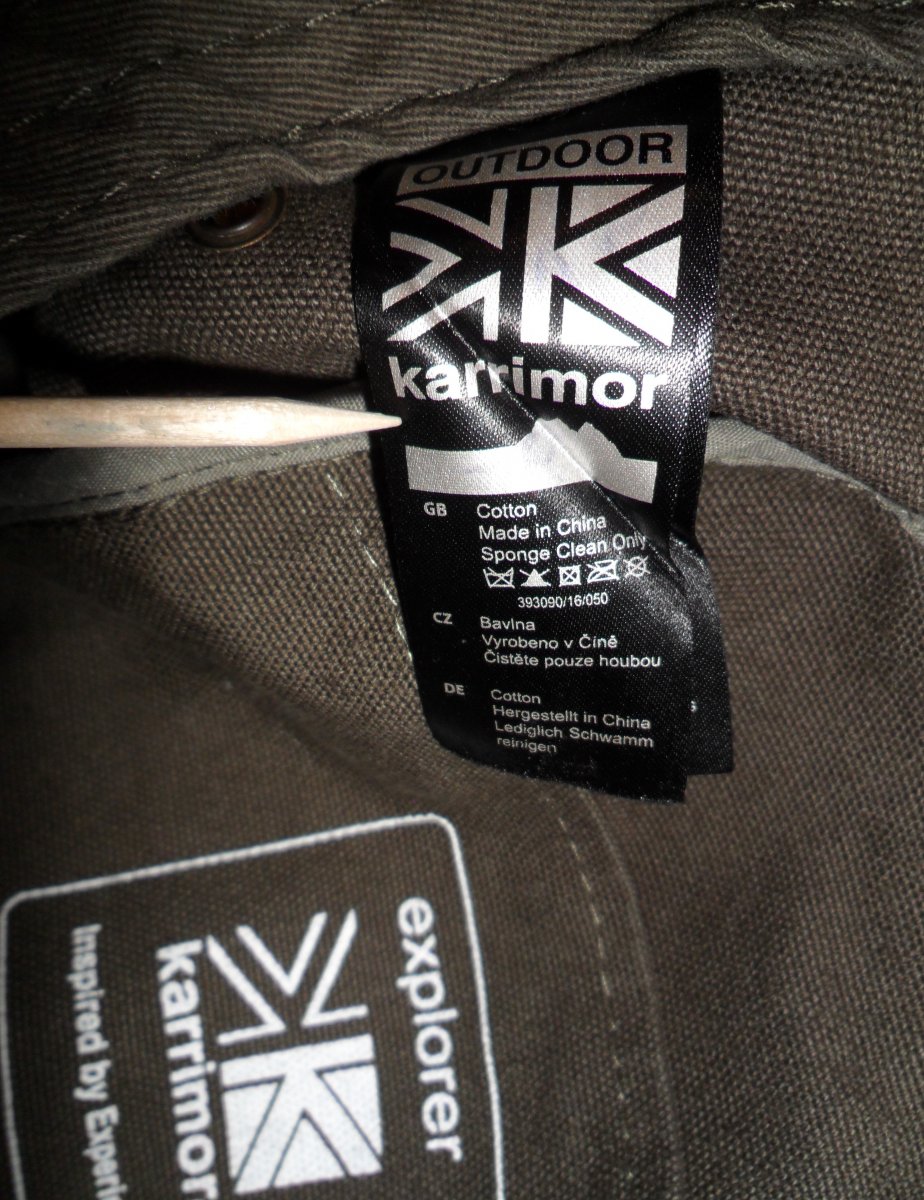 OUTDOOR
karrimor
GB
Cotton
Made in China
Sponge Clean Only
393090/16/050
CZ
Bavlna
Vyrobeno v Číně
Čistěte pouze houbou
DE
Cotton
Hergestellt in China
Lediglich Schwamm
reinigen
explorer
karrimor
Inspired by